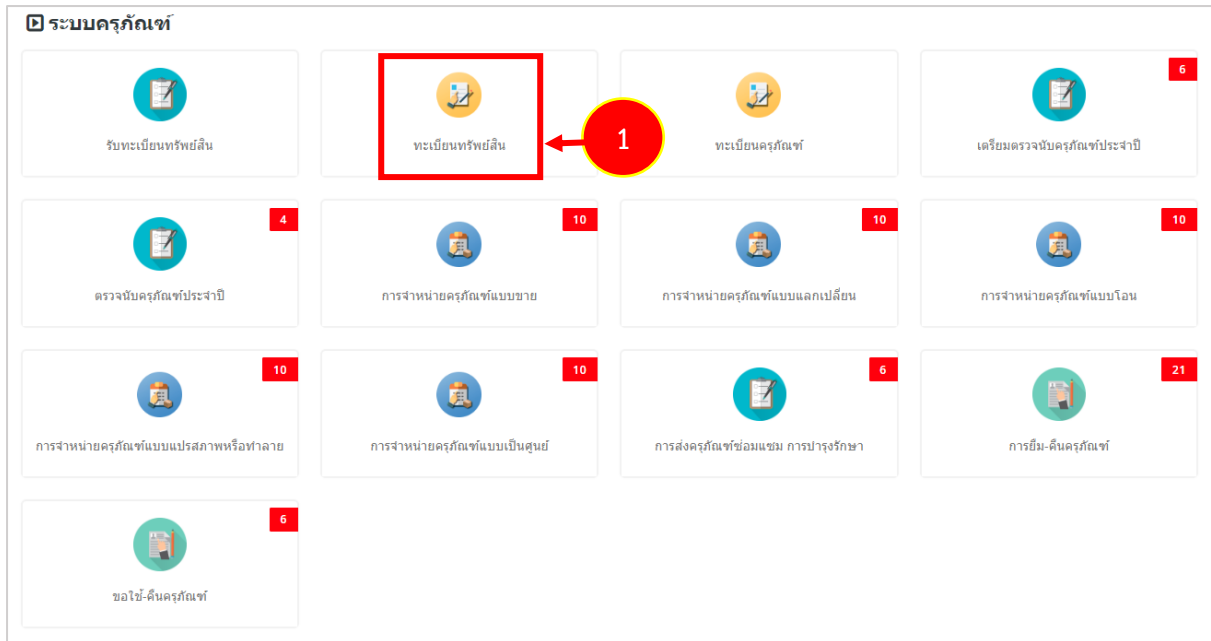 ระบบครุภัณฑ์
รับทะเบียนทรัพย์สิน
ทะเบียนทรัพย์สิน
1
ทะเบียนครุภัณฑ์
6
เตรียมตรวจนับครุภัณฑ์ประจำปี
4
ตรวจนับครุภัณฑ์ประจำปี
10
การจำหน่ายครุภัณฑ์แบบขาย
10
การจำหน่ายครุภัณฑ์แบบแลกเปลี่ยน
10
การจำหน่ายครุภัณฑ์แบบโอน
10
การจำหน่ายครุภัณฑ์แบบแปรสภาพหรือทำลาย
10
การจำหน่ายครุภัณฑ์แบบเป็นศูนย์
6
การส่งครุภัณฑ์ซ่อมแซม การบำรุงรักษา
21
การยืม-คืนครุภัณฑ์
6
ขอใช้-คืนครุภัณฑ์